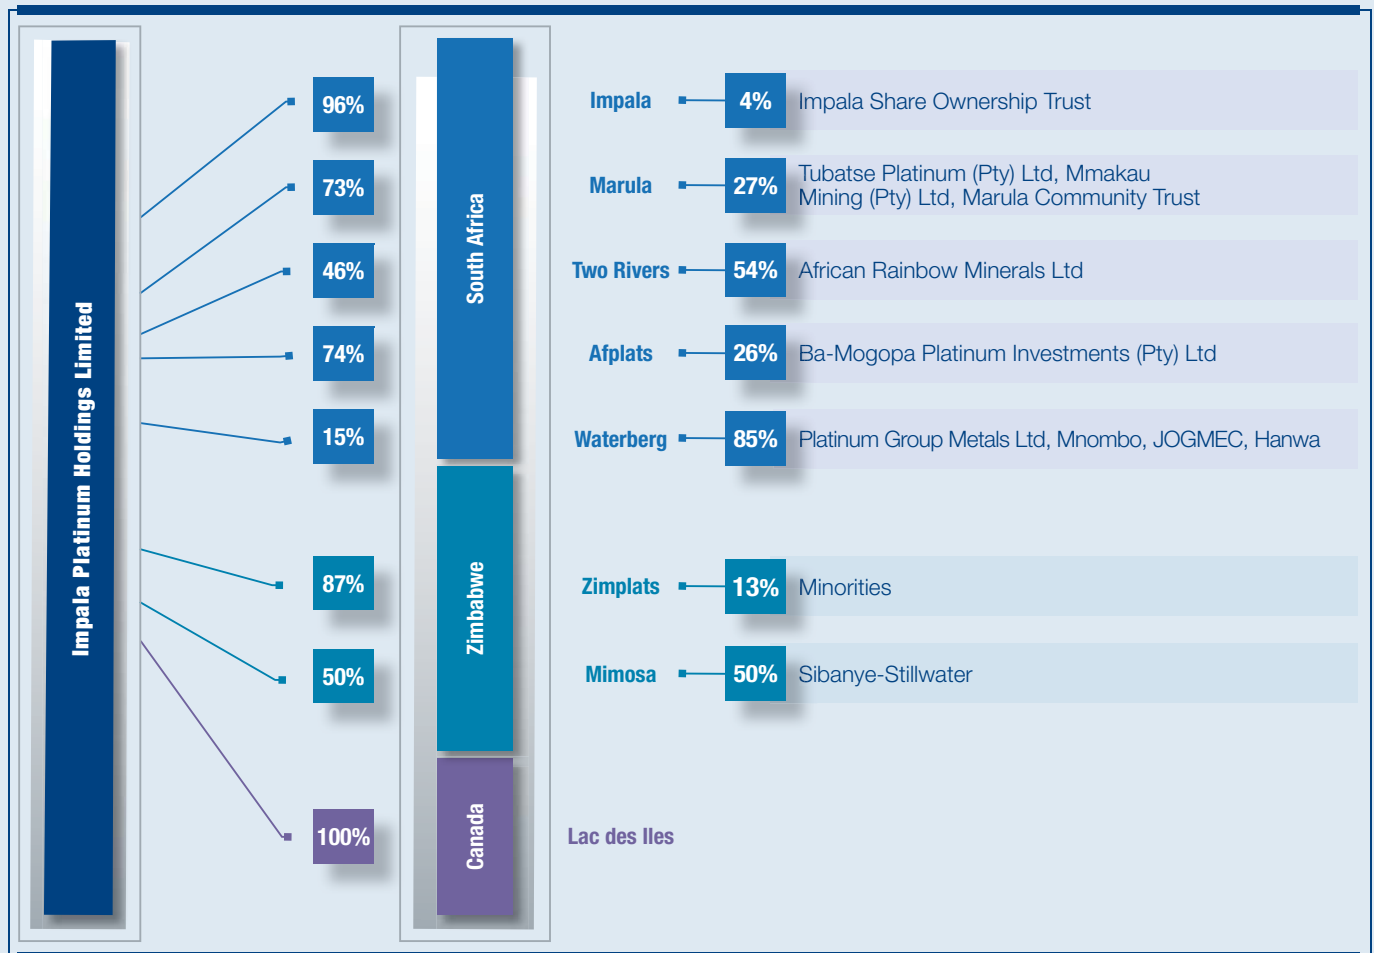 Impala Platinum Holdings Limited
South Africa
96%
Impala
4%
Impala Share Ownership Trust
73%
Marula
27%
Tubatse Platinum (Pty) Ltd, Mmakau
Mining (Pty) Ltd, Marula Community Trust
46%
Two Rivers
54%
African Rainbow Minerals Ltd
74%
Afplats
26%
Ba-Mogopa Platinum Investments (Pty) Ltd
15%
Waterberg
85%
Platinum Group Metals Ltd, Mnombo, JOGMEC, Hanwa
Zimbabwe
87%
Zimplats
13%
Minorities
50%
Mimosa
50%
Sibanye-Stillwater
Canada
100%
Lac des Iles